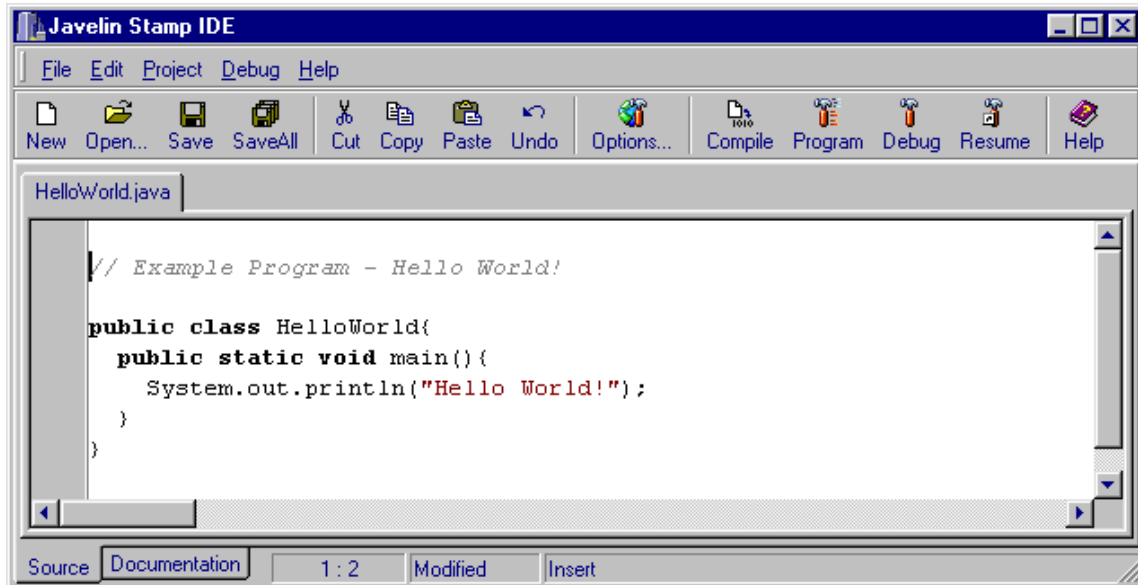 Javelin Stamp IDE
File Edit Project Debug Help
New Open... Save SaveAll Cut Copy Paste Undo Options... Compile Program Debug Resume Help
HelloWorld.java
// Example Program - Hello World!
public class HelloWorld{
public static void main(){
System.out.println("Hello World!");
}
}
Source Documentation 1 : 2 Modified Insert